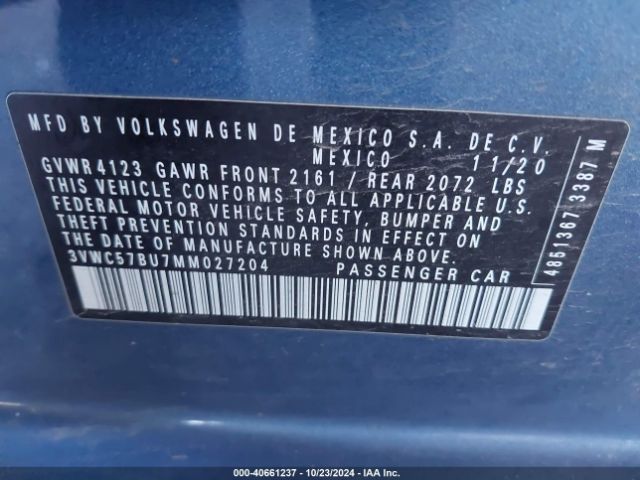 MFD BY VOLKSWAGEN DE MEXICO S.A. DE C.V.
MEXICO 11/20
GVWR 4123 GAWR FRONT 2161 / REAR 2072 LBS
THIS VEHICLE CONFORMS TO ALL APPLICABLE U.S.
FEDERAL MOTOR VEHICLE SAFETY, BUMPER AND
THEFT PREVENTION STANDARDS IN EFFECT ON
THE DATE OF MANUFACTURE SHOWN ABOVE.
3VWC57BU7MM027204 PASSENGER CAR
4851367 3387 M
000-40661237 - 10/23/2024 - IAA Inc.